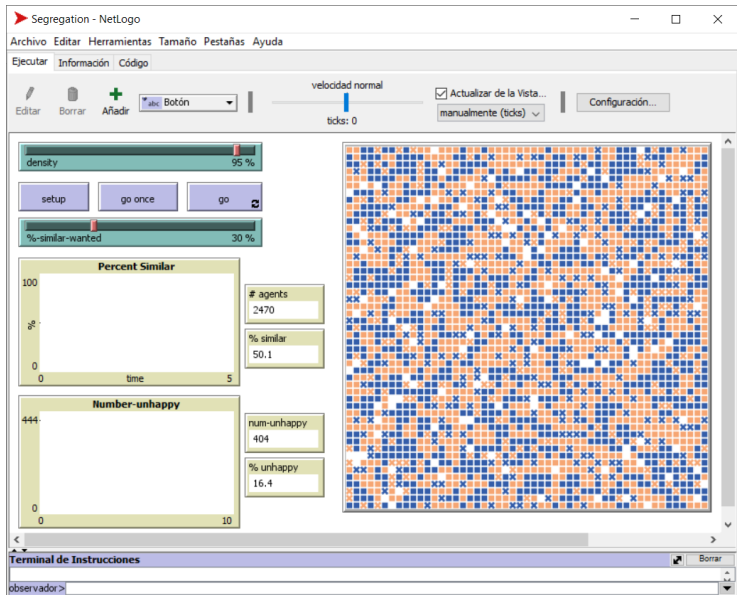 Segregation - NetLogo
Archivo Editar Herramientas Tamaño Pestañas Ayuda
Ejecutar Información Código
Editar Borrar Añadir abc Botón velocidad normal ticks: 0 Actualizar de la Vista... manualmente (ticks) Configuración...
density 95 %
setup go once go
%-similar-wanted 30 %
Percent Similar
100
%
0
0 time 5
# agents
2470
% similar
50.1
Number-unhappy
444
0
0 10
num-unhappy
404
% unhappy
16.4
Terminal de Instrucciones Borrar
observador>